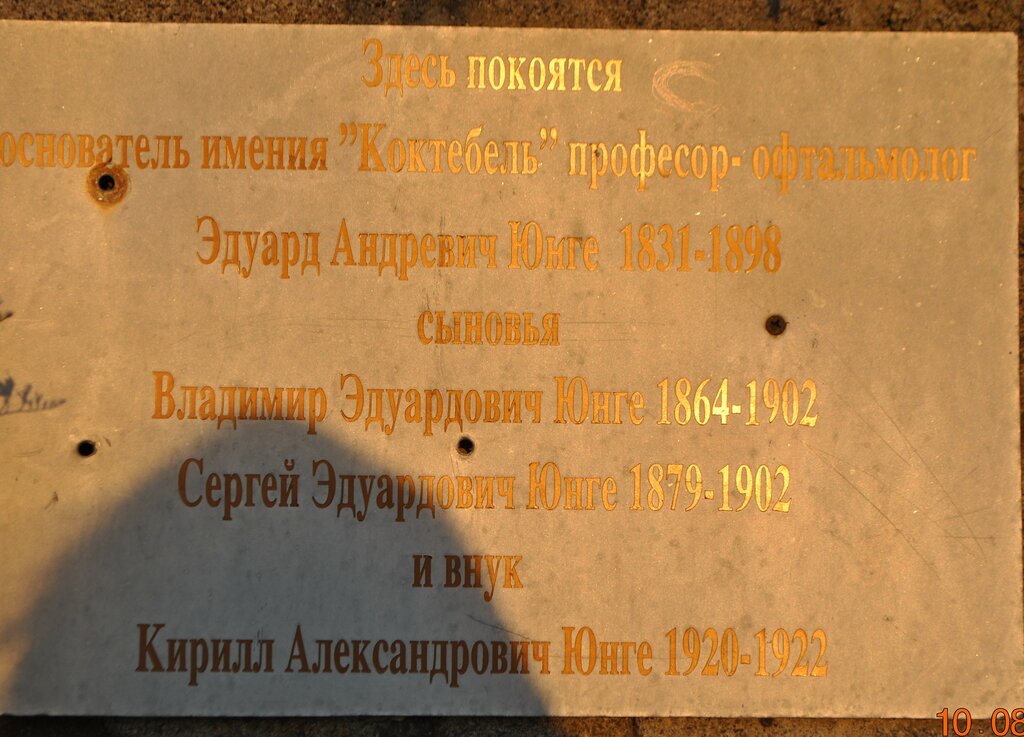 Здесь покоятся
основатель имения "Коктебель" професор- офтальмолог
Эдуард Андревич Юнге 1831-1898
сыновья
Владимир Эдуардович Юнге 1864-1902
Сергей Эдуардович Юнге 1879-1902
и внук
Кирилл Александрович Юнге 1920-1922
10 08